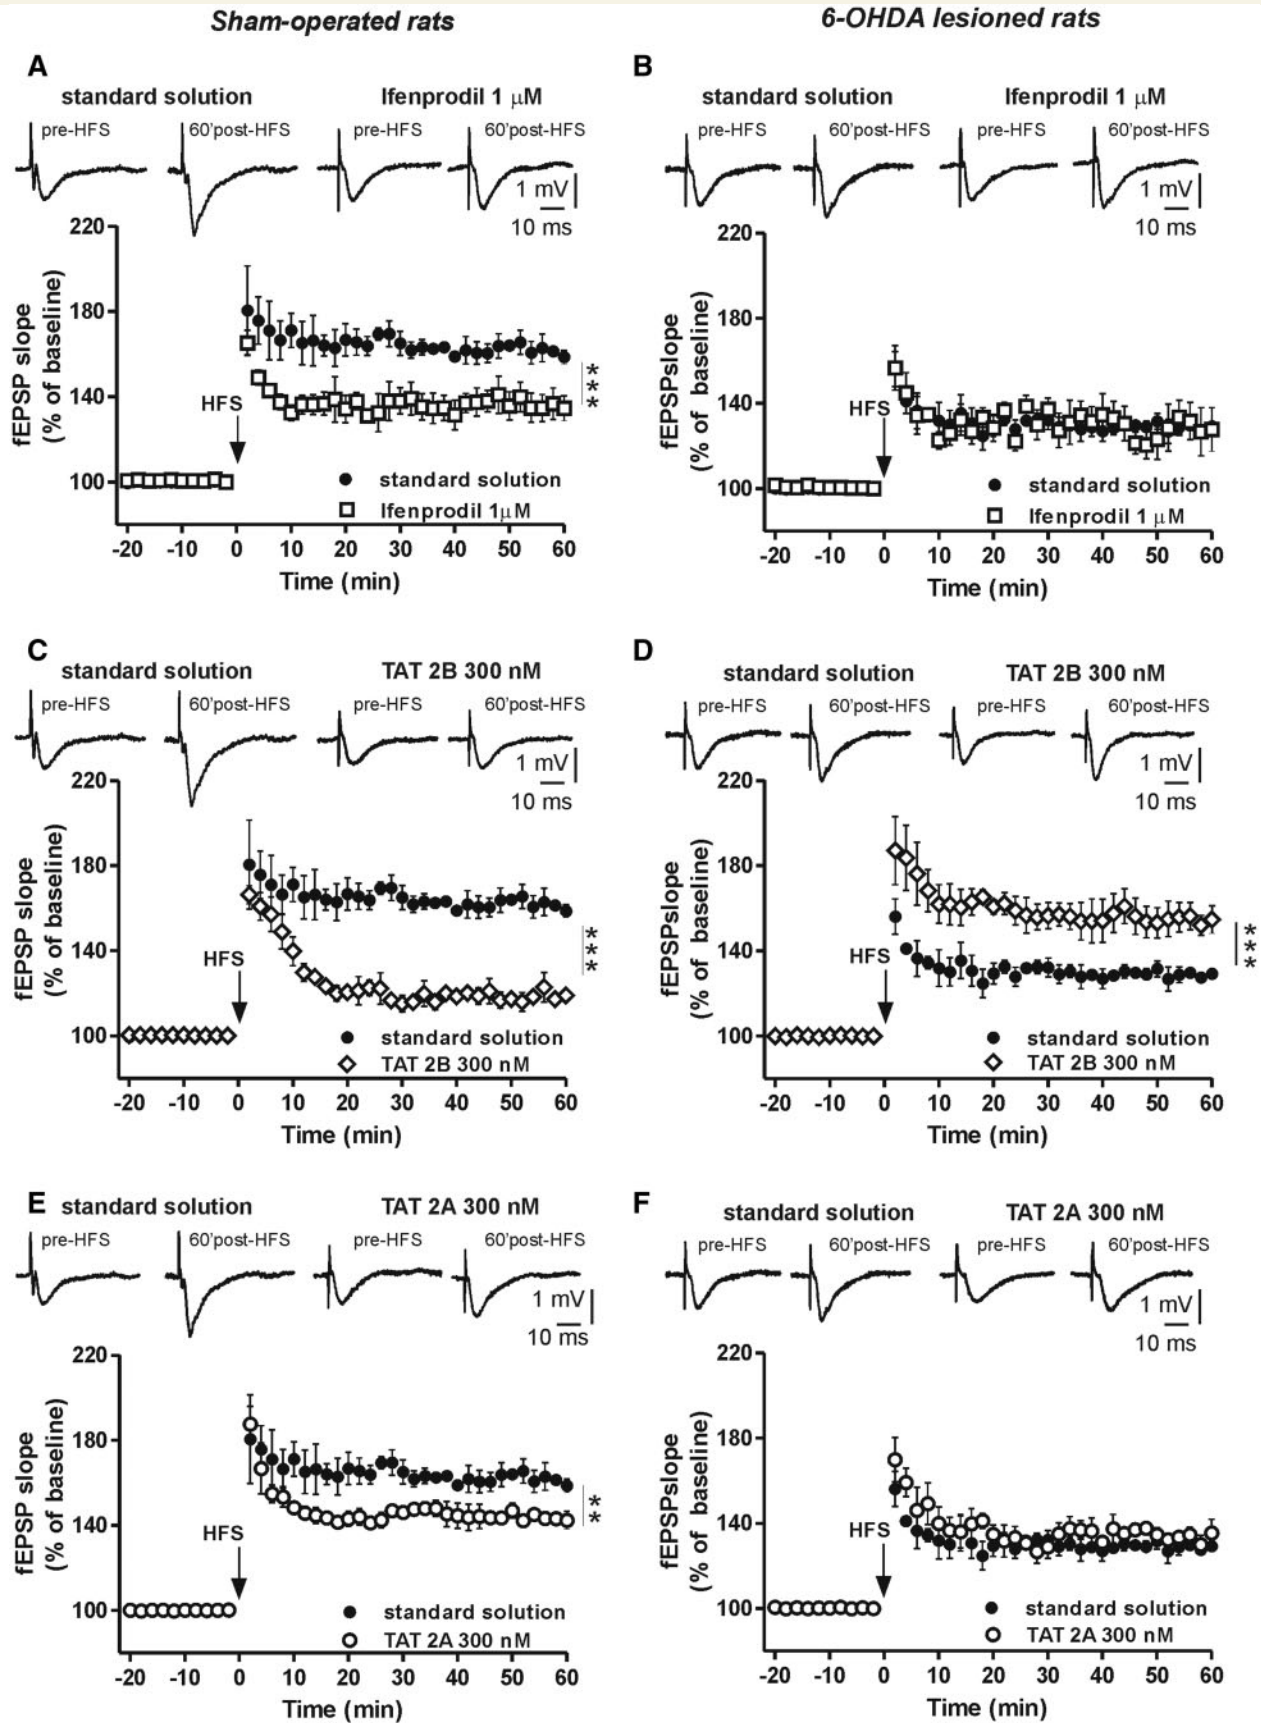 Sham-operated rats
6-OHDA lesioned rats
A
standard solution
Ifenprodil 1 μM
pre-HFS
60'post-HFS
pre-HFS
60'post-HFS
1 mV
10 ms
220
180
140
100
fEPSP slope
(% of baseline)
HFS
***
standard solution
Ifenprodil 1μM
-20 -10 0 10 20 30 40 50 60
Time (min)
B
standard solution
Ifenprodil 1 μM
pre-HFS
60'post-HFS
pre-HFS
60'post-HFS
1 mV
10 ms
220
180
140
100
fEPSPslope
(% of baseline)
HFS
standard solution
Ifenprodil 1 μM
-20 -10 0 10 20 30 40 50 60
Time (min)
C
standard solution
TAT 2B 300 nM
pre-HFS
60'post-HFS
pre-HFS
60'post-HFS
1 mV
10 ms
220
180
140
100
fEPSP slope
(% of baseline)
HFS
***
standard solution
TAT 2B 300 nM
-20 -10 0 10 20 30 40 50 60
Time (min)
D
standard solution
TAT 2B 300 nM
pre-HFS
60'post-HFS
pre-HFS
60'post-HFS
1 mV
10 ms
220
180
140
100
fEPSPslope
(% of baseline)
HFS
***
standard solution
TAT 2B 300 nM
-20 -10 0 10 20 30 40 50 60
Time (min)
E
standard solution
TAT 2A 300 nM
pre-HFS
60'post-HFS
pre-HFS
60'post-HFS
1 mV
10 ms
220
180
140
100
fEPSP slope
(% of baseline)
HFS
**
standard solution
TAT 2A 300 nM
-20 -10 0 10 20 30 40 50 60
Time (min)
F
standard solution
TAT 2A 300 nM
pre-HFS
60'post-HFS
pre-HFS
60'post-HFS
1 mV
10 ms
220
180
140
100
fEPSPslope
(% of baseline)
HFS
standard solution
TAT 2A 300 nM
-20 -10 0 10 20 30 40 50 60
Time (min)